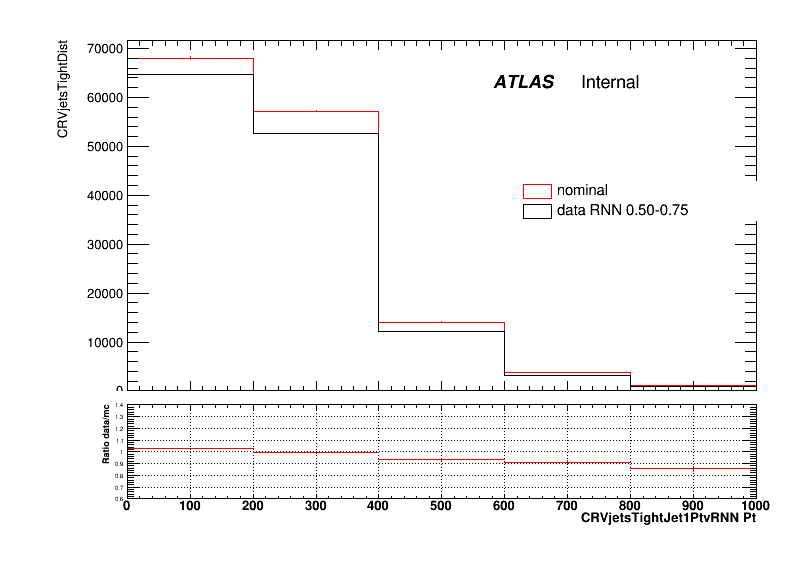 CRVjetsTightDist
70000
60000
50000
40000
30000
20000
10000
0
ATLAS Internal
nominal
data RNN 0.50-0.75
Ratio data/mc
1.4
1.3
1.2
1.1
1
0.9
0.8
0.7
0.6
0 100 200 300 400 500 600 700 800 900 1000
CRVjetsTightJet1PtvRNN Pt